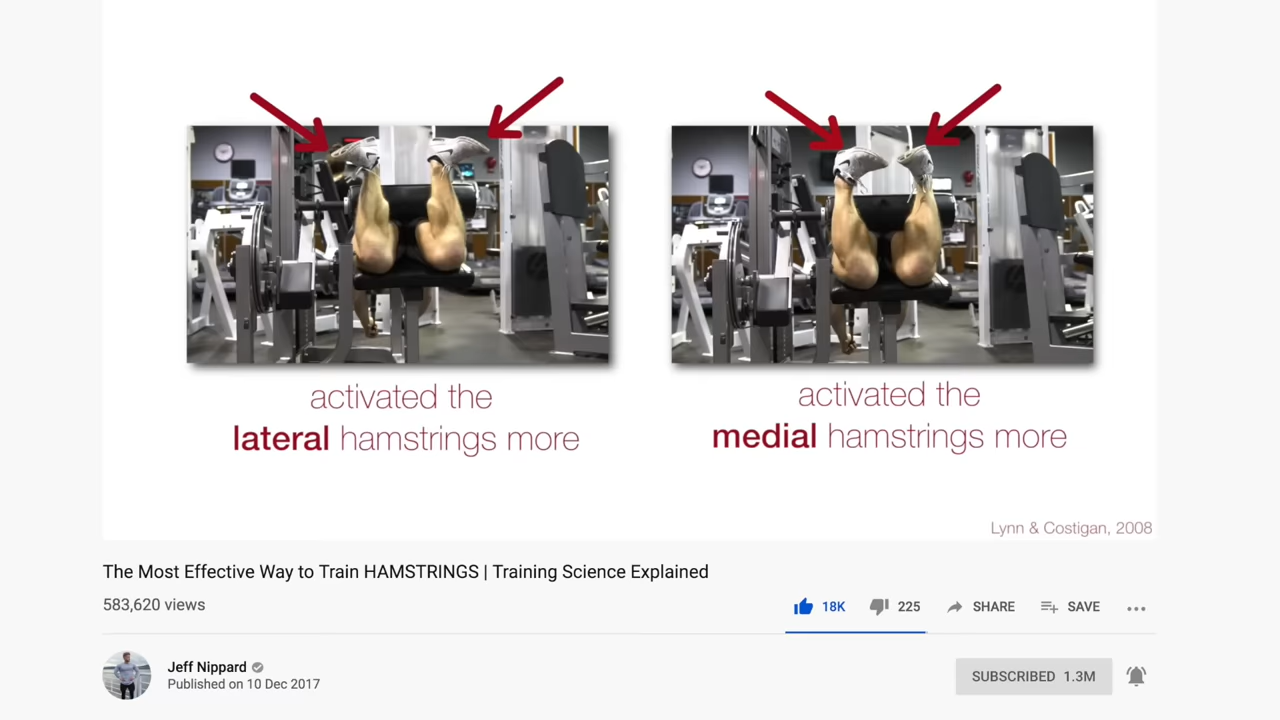 activated the
lateral hamstrings more
activated the
medial hamstrings more
Lynn & Costigan, 2008
The Most Effective Way to Train HAMSTRINGS | Training Science Explained
583,620 views
18K
225
SHARE
SAVE
Jeff Nippard
Published on 10 Dec 2017
SUBSCRIBED 1.3M